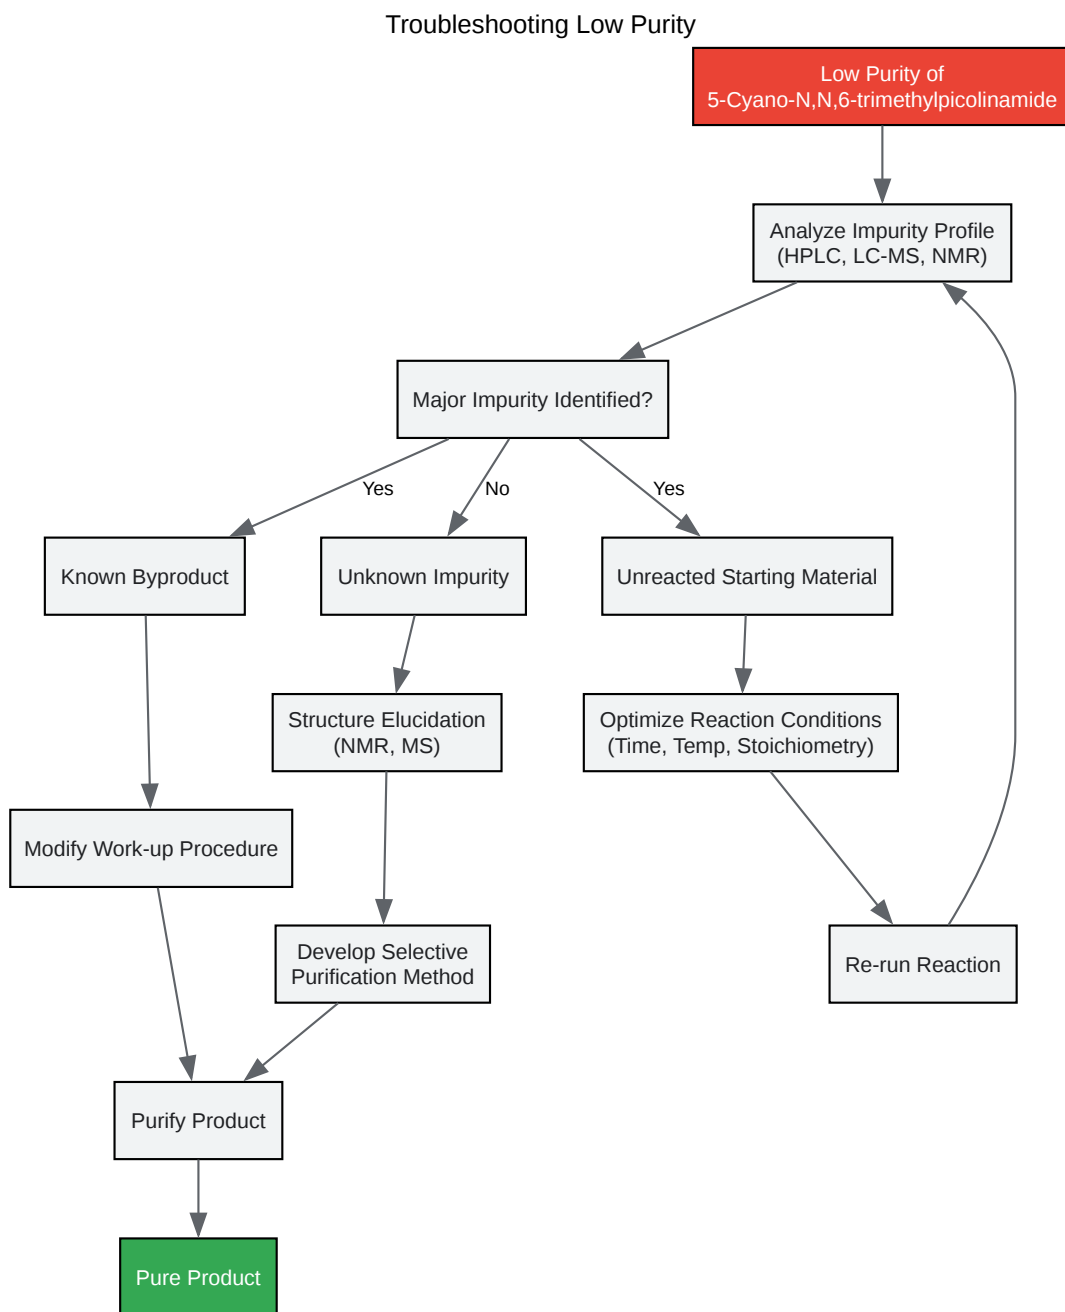 Troubleshooting Low Purity
Low Purity of
5-Cyano-N,N,6-trimethylpicolinamide
Analyze Impurity Profile
(HPLC, LC-MS, NMR)
Major Impurity Identified?
Yes
No
Yes
Known Byproduct
Unknown Impurity
Unreacted Starting Material
Structure Elucidation
(NMR, MS)
Optimize Reaction Conditions
(Time, Temp, Stoichiometry)
Modify Work-up Procedure
Develop Selective
Purification Method
Re-run Reaction
Purify Product
Pure Product